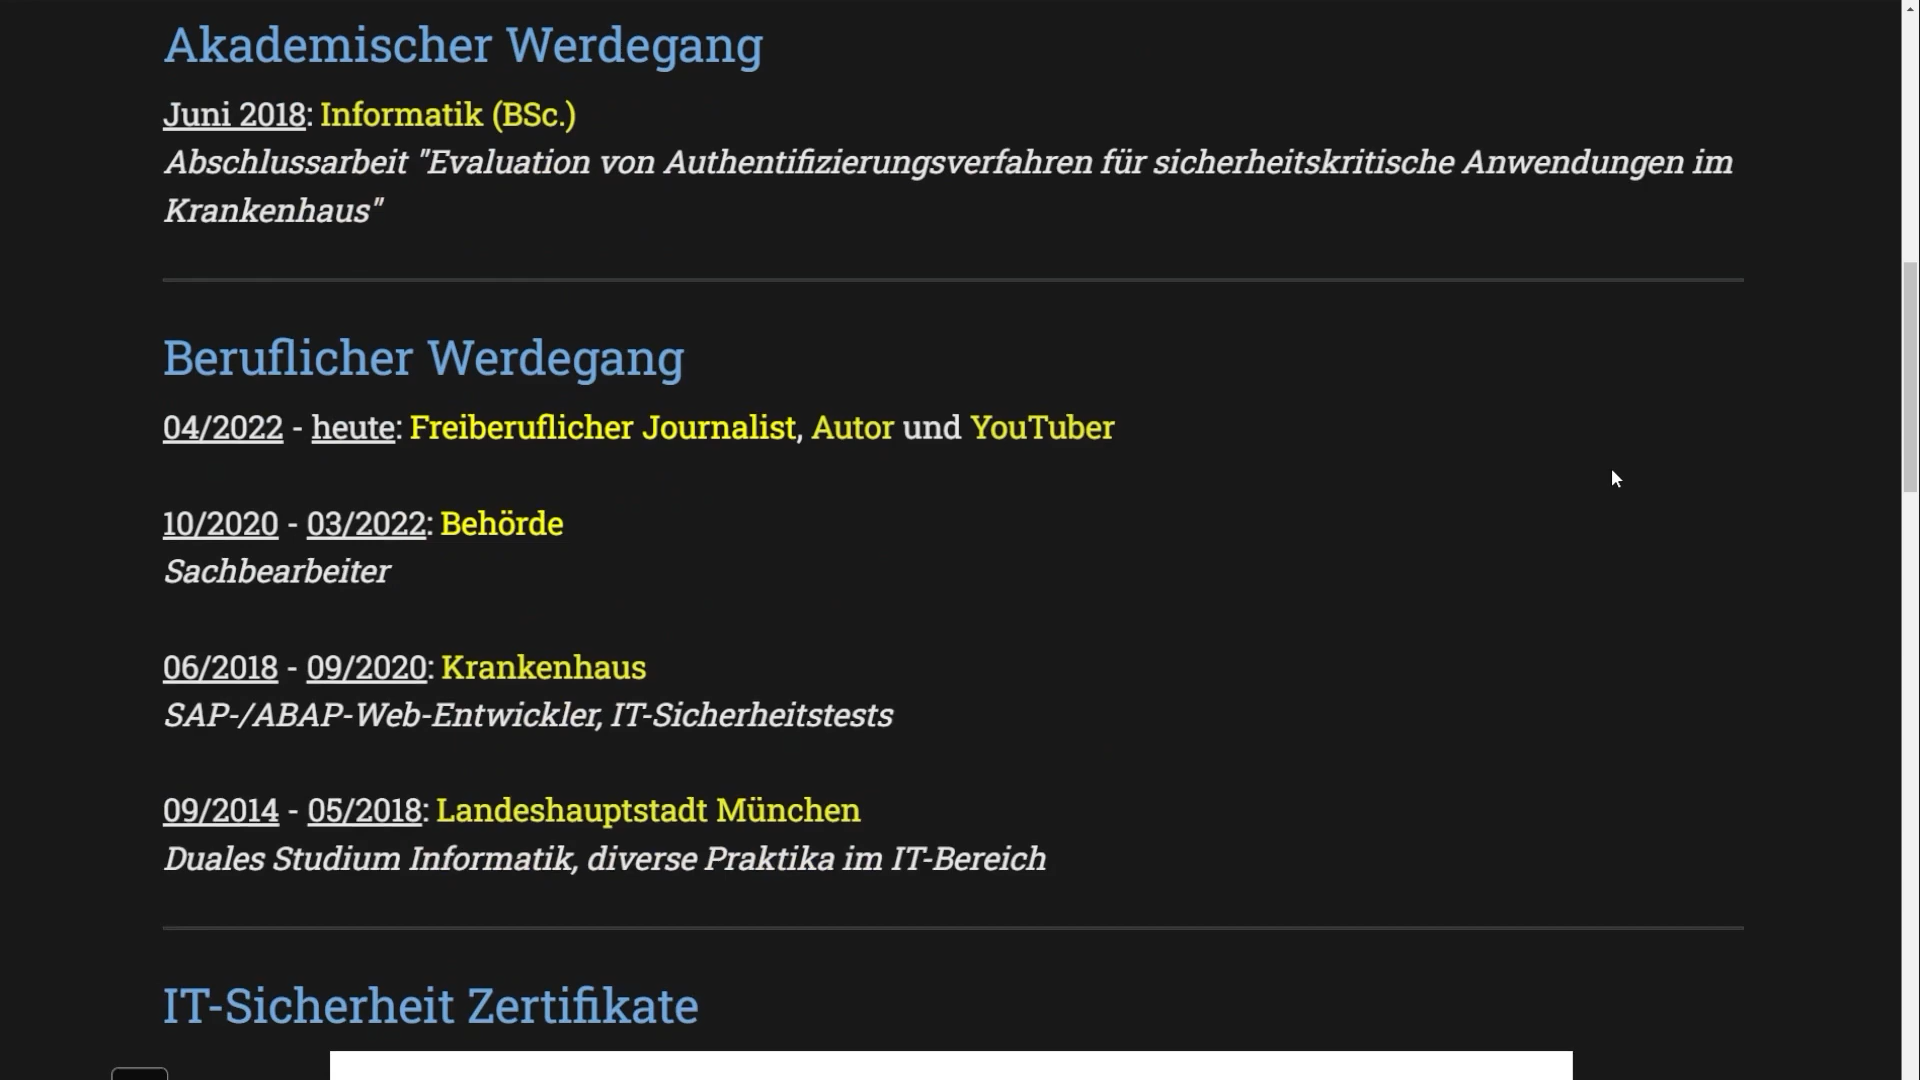 Akademischer Werdegang
Juni 2018: Informatik (BSc.)
Abschlussarbeit "Evaluation von Authentifizierungsverfahren für sicherheitskritische Anwendungen im
Krankenhaus"
Beruflicher Werdegang
04/2022 - heute: Freiberuflicher Journalist, Autor und YouTuber
10/2020 - 03/2022: Behörde
Sachbearbeiter
06/2018 - 09/2020: Krankenhaus
SAP-/ABAP-Web-Entwickler, IT-Sicherheitstests
09/2014 - 05/2018: Landeshauptstadt München
Duales Studium Informatik, diverse Praktika im IT-Bereich
IT-Sicherheit Zertifikate